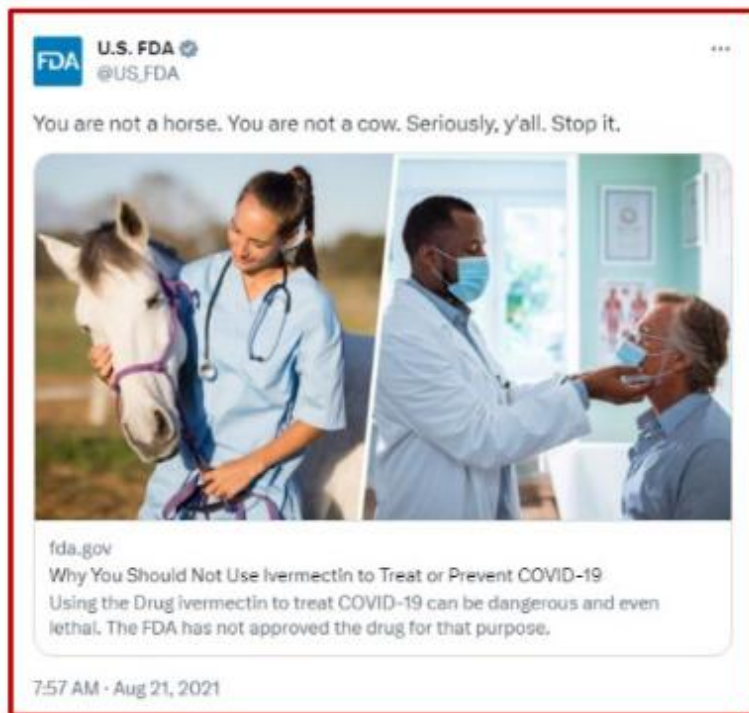 FDA
U.S. FDA
@US_FDA
You are not a horse. You are not a cow. Seriously, y'all. Stop it.
fda.gov
Why You Should Not Use Ivermectin to Treat or Prevent COVID-19
Using the Drug ivermectin to treat COVID-19 can be dangerous and even
lethal. The FDA has not approved the drug for that purpose.
7:57 AM · Aug 21, 2021